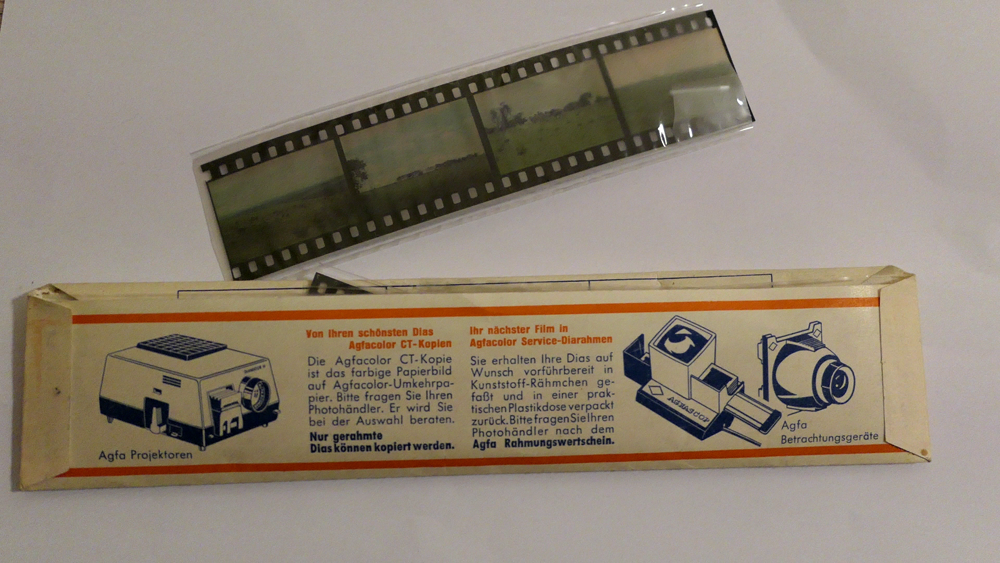 Von Ihren schönsten Dias
Agfacolor CT-Kopien
Die Agfacolor CT-Kopie
ist das farbige Papierbild
auf Agfacolor-Umkehrpa-
pier. Bitte fragen Sie Ihren
Photohändler. Er wird Sie
bei der Auswahl beraten.
Nur gerahmte
Dias können kopiert werden.
Agfa Projektoren
Ihr nächster Film in
Agfacolor Service-Diarahmen
Sie erhalten Ihre Dias auf
Wunsch vorführbereit in
Kunststoff-Rähmchen ge-
faßt und in einer prak-
tischen Plastikdose verpackt
zurück. Bitte fragen Sie Ihren
Photohändler nach dem
Agfa Rahmungswertschein.
AGFASCOP
Agfa
Betrachtungsgeräte